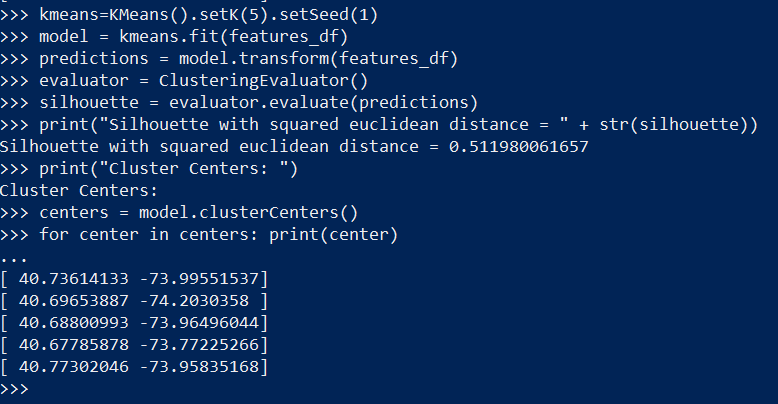 >>> kmeans=KMeans().setK(5).setSeed(1)
>>> model = kmeans.fit(features_df)
>>> predictions = model.transform(features_df)
>>> evaluator = ClusteringEvaluator()
>>> silhouette = evaluator.evaluate(predictions)
>>> print("Silhouette with squared euclidean distance = " + str(silhouette))
Silhouette with squared euclidean distance = 0.511980061657
>>> print("Cluster Centers: ")
Cluster Centers:
>>> centers = model.clusterCenters()
>>> for center in centers: print(center)
...
[ 40.73614133 -73.99551537]
[ 40.69653887 -74.2030358 ]
[ 40.68800993 -73.96496044]
[ 40.67785878 -73.77225266]
[ 40.77302046 -73.95835168]
>>>